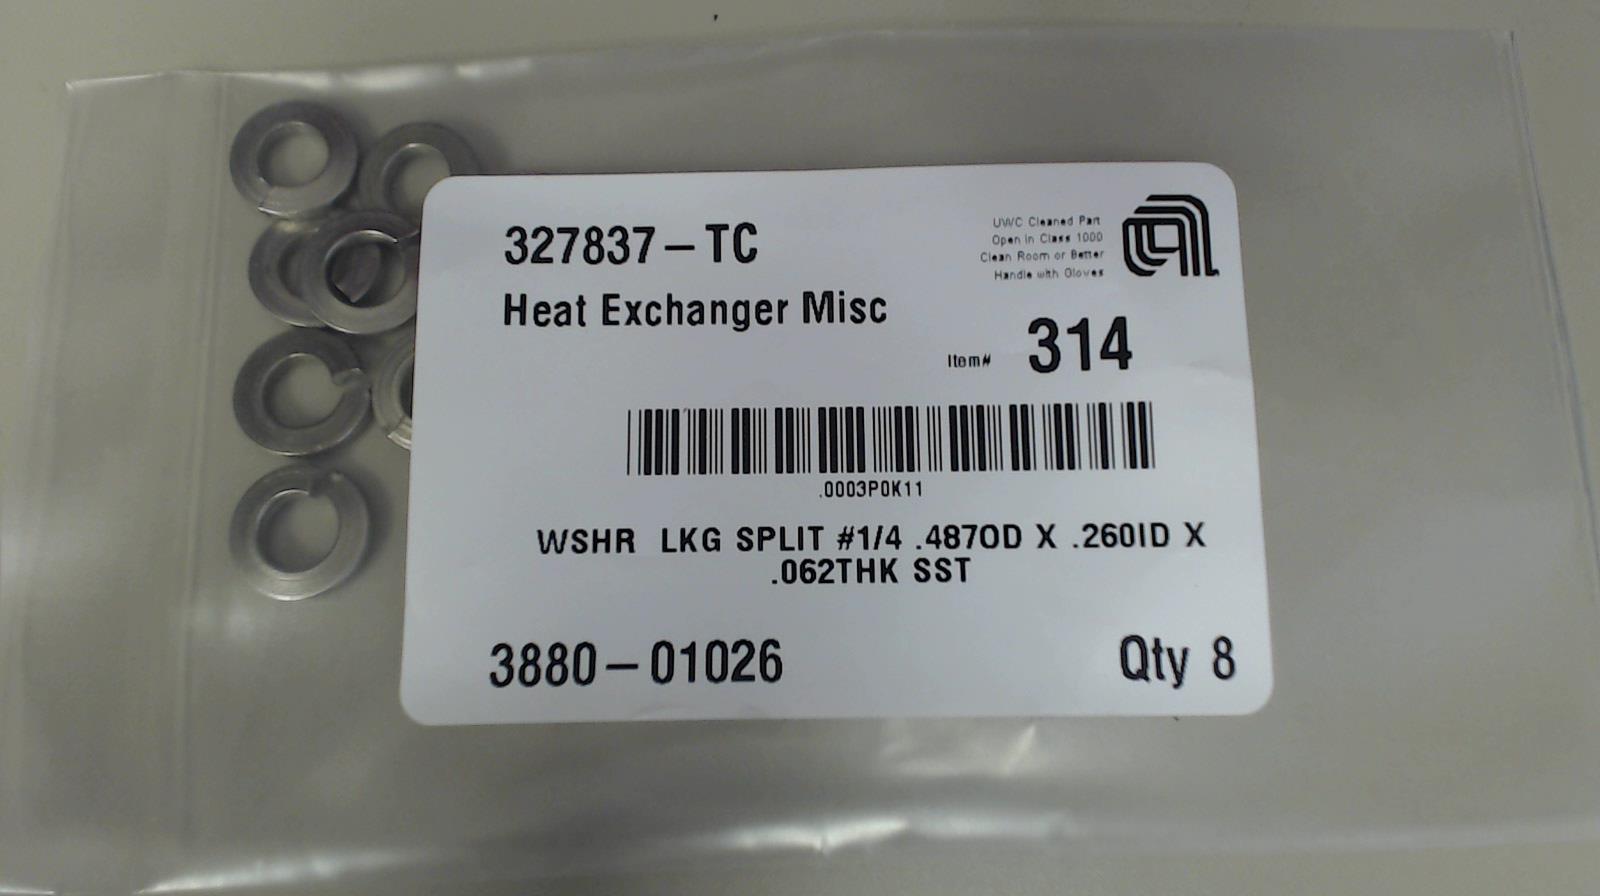 327837-TC
Heat Exchanger Misc
UWC Cleaned Part
Open in Class 1000
Clean Room or Better
Handle with Gloves
Item# 314
.0003P0K11
WSHR LKG SPLIT #1/4 .487OD X .260ID X
.062THK SST
3880-01026 Qty 8